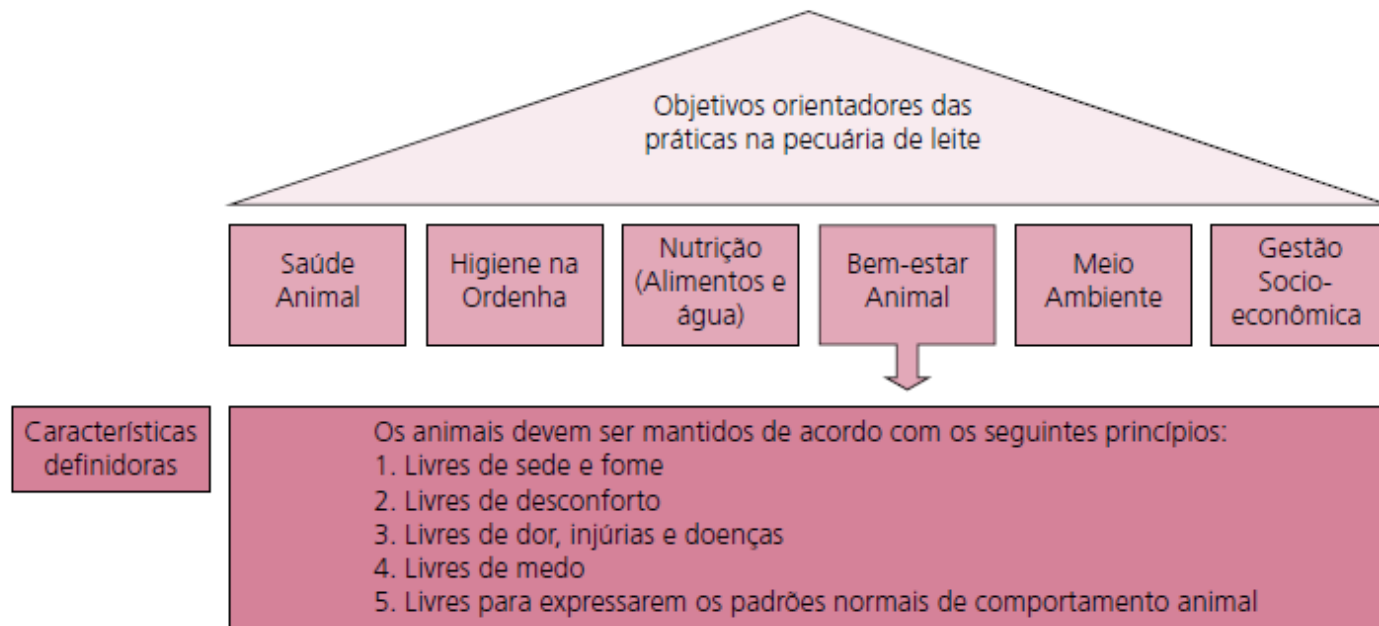 Objetivos orientadores das
práticas na pecuária de leite
Saúde
Animal
Higiene na
Ordenha
Nutrição
(Alimentos e
água)
Bem-estar
Animal
Meio
Ambiente
Gestão
Socio-
econômica
Características
definidoras
Os animais devem ser mantidos de acordo com os seguintes princípios:
1. Livres de sede e fome
2. Livres de desconforto
3. Livres de dor, injúrias e doenças
4. Livres de medo
5. Livres para expressarem os padrões normais de comportamento animal